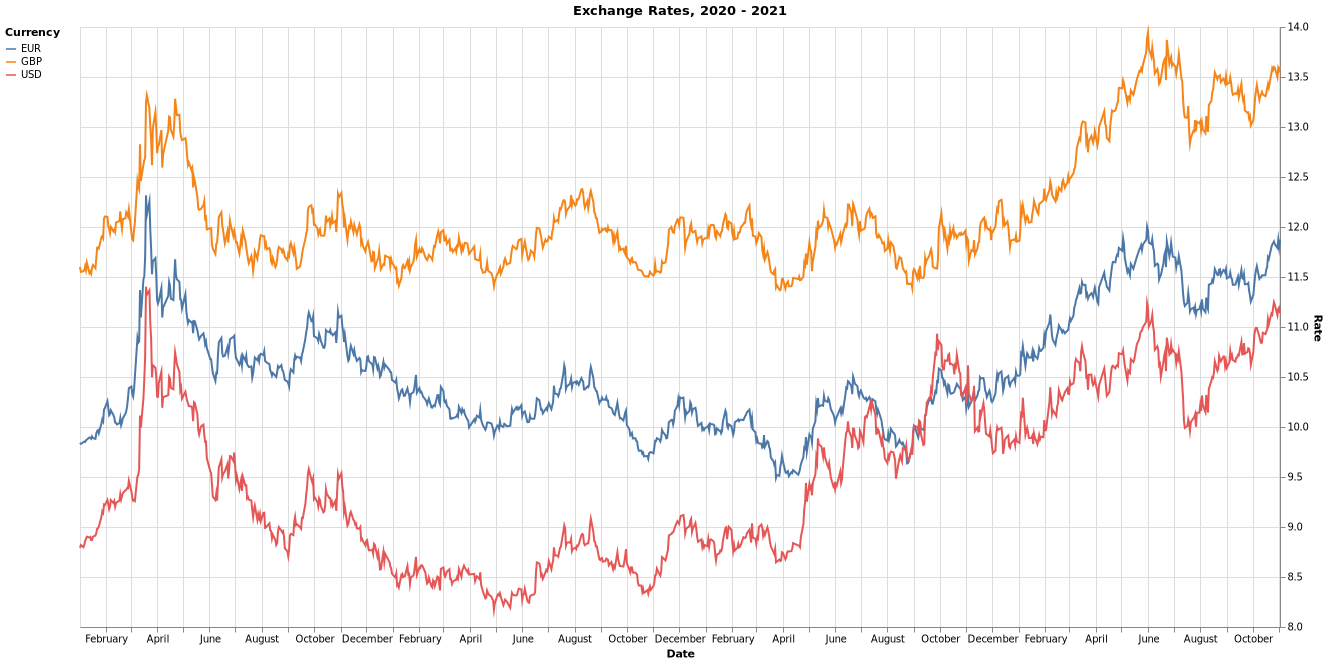 Exchange Rates, 2020 - 2021
Currency
EUR
GBP
USD
14.0
13.5
13.0
12.5
12.0
11.5
11.0
10.5
10.0
9.5
9.0
8.5
8.0
Rate
February April June August October December February April June August October December February April June August October December February April June August October
Date